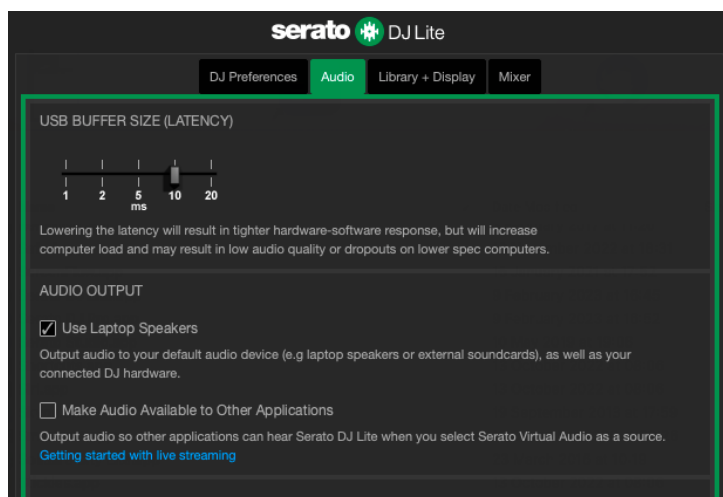 serato DJ Lite
DJ Preferences Audio Library + Display Mixer
USB BUFFER SIZE (LATENCY)
1 2 5 10 20
ms
Lowering the latency will result in tighter hardware-software response, but will increase
computer load and may result in low audio quality or dropouts on lower spec computers.
AUDIO OUTPUT
Use Laptop Speakers
Output audio to your default audio device (e.g laptop speakers or external soundcards), as well as your
connected DJ hardware.
Make Audio Available to Other Applications
Output audio so other applications can hear Serato DJ Lite when you select Serato Virtual Audio as a source.
Getting started with live streaming